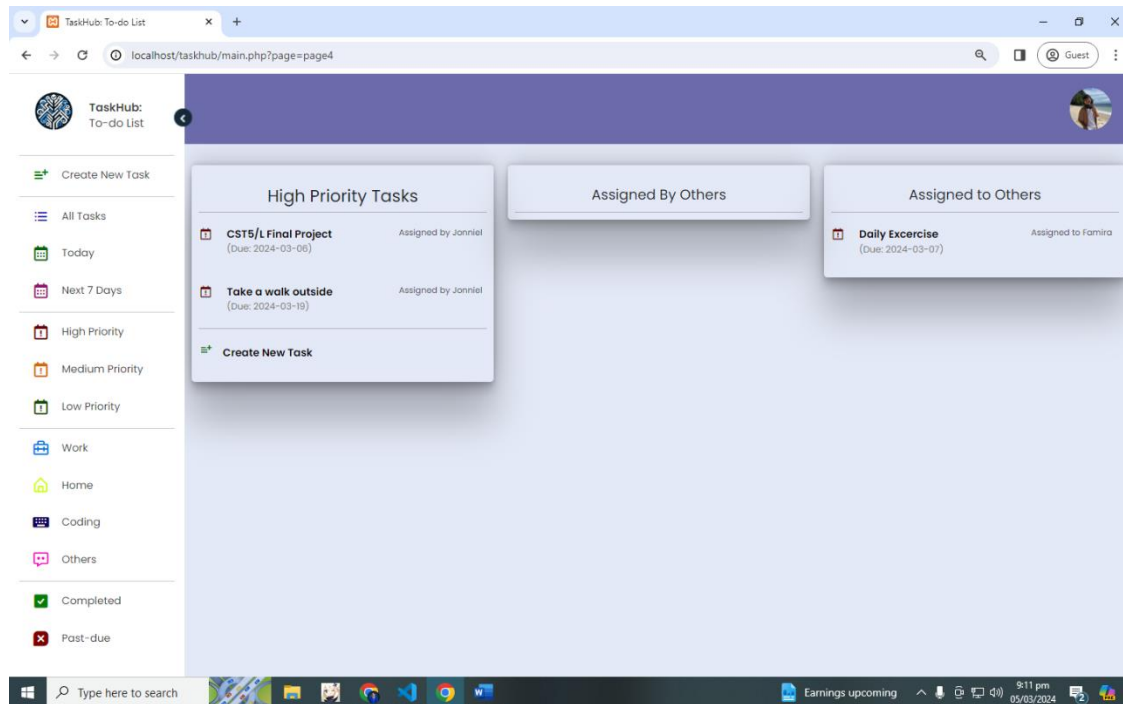 TaskHub: To-do List
localhost/taskhub/main.php?page=page4
Guest
TaskHub:
To-do List
Create New Task
All Tasks
Today
Next 7 Days
High Priority
Medium Priority
Low Priority
Work
Home
Coding
Others
Completed
Past-due
High Priority Tasks
CST5/L Final Project
Assigned by Jonniel
(Due: 2024-03-06)
Take a walk outside
Assigned by Jonniel
(Due: 2024-03-19)
Create New Task
Assigned By Others
Assigned to Others
Daily Excercise
Assigned to Famira
(Due: 2024-03-07)
Type here to search
Earnings upcoming
9:11 pm
05/03/2024
2